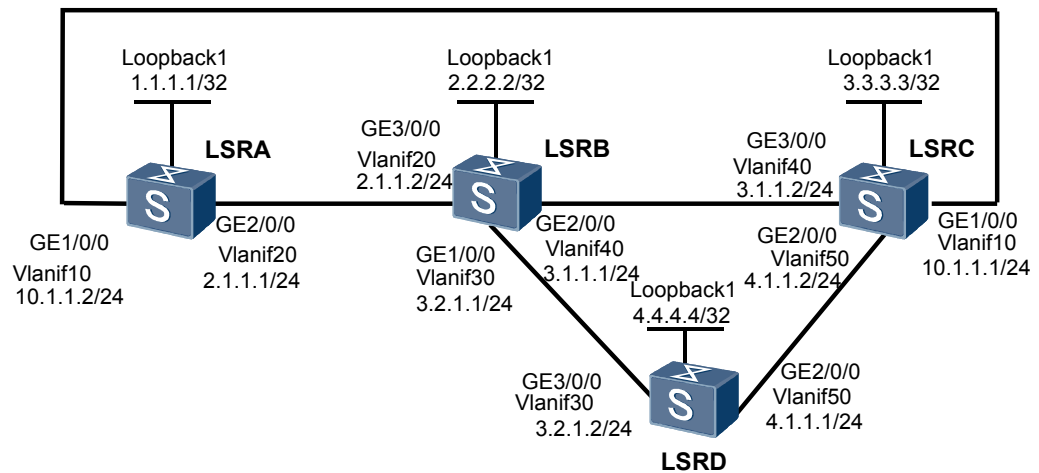 Loopback1
1.1.1.1/32
Loopback1
2.2.2.2/32
Loopback1
3.3.3.3/32
LSRA
GE3/0/0
Vlanif20
2.1.1.2/24
LSRB
GE3/0/0
Vlanif40
3.1.1.2/24
LSRC
S
S
S
GE1/0/0
Vlanif10
10.1.1.2/24
GE2/0/0
Vlanif20
2.1.1.1/24
GE1/0/0
Vlanif30
3.2.1.1/24
GE2/0/0
Vlanif40
3.1.1.1/24
GE2/0/0
Vlanif50
4.1.1.2/24
GE1/0/0
Vlanif10
10.1.1.1/24
Loopback1
4.4.4.4/32
GE3/0/0
Vlanif30
3.2.1.2/24
S
GE2/0/0
Vlanif50
4.1.1.1/24
LSRD